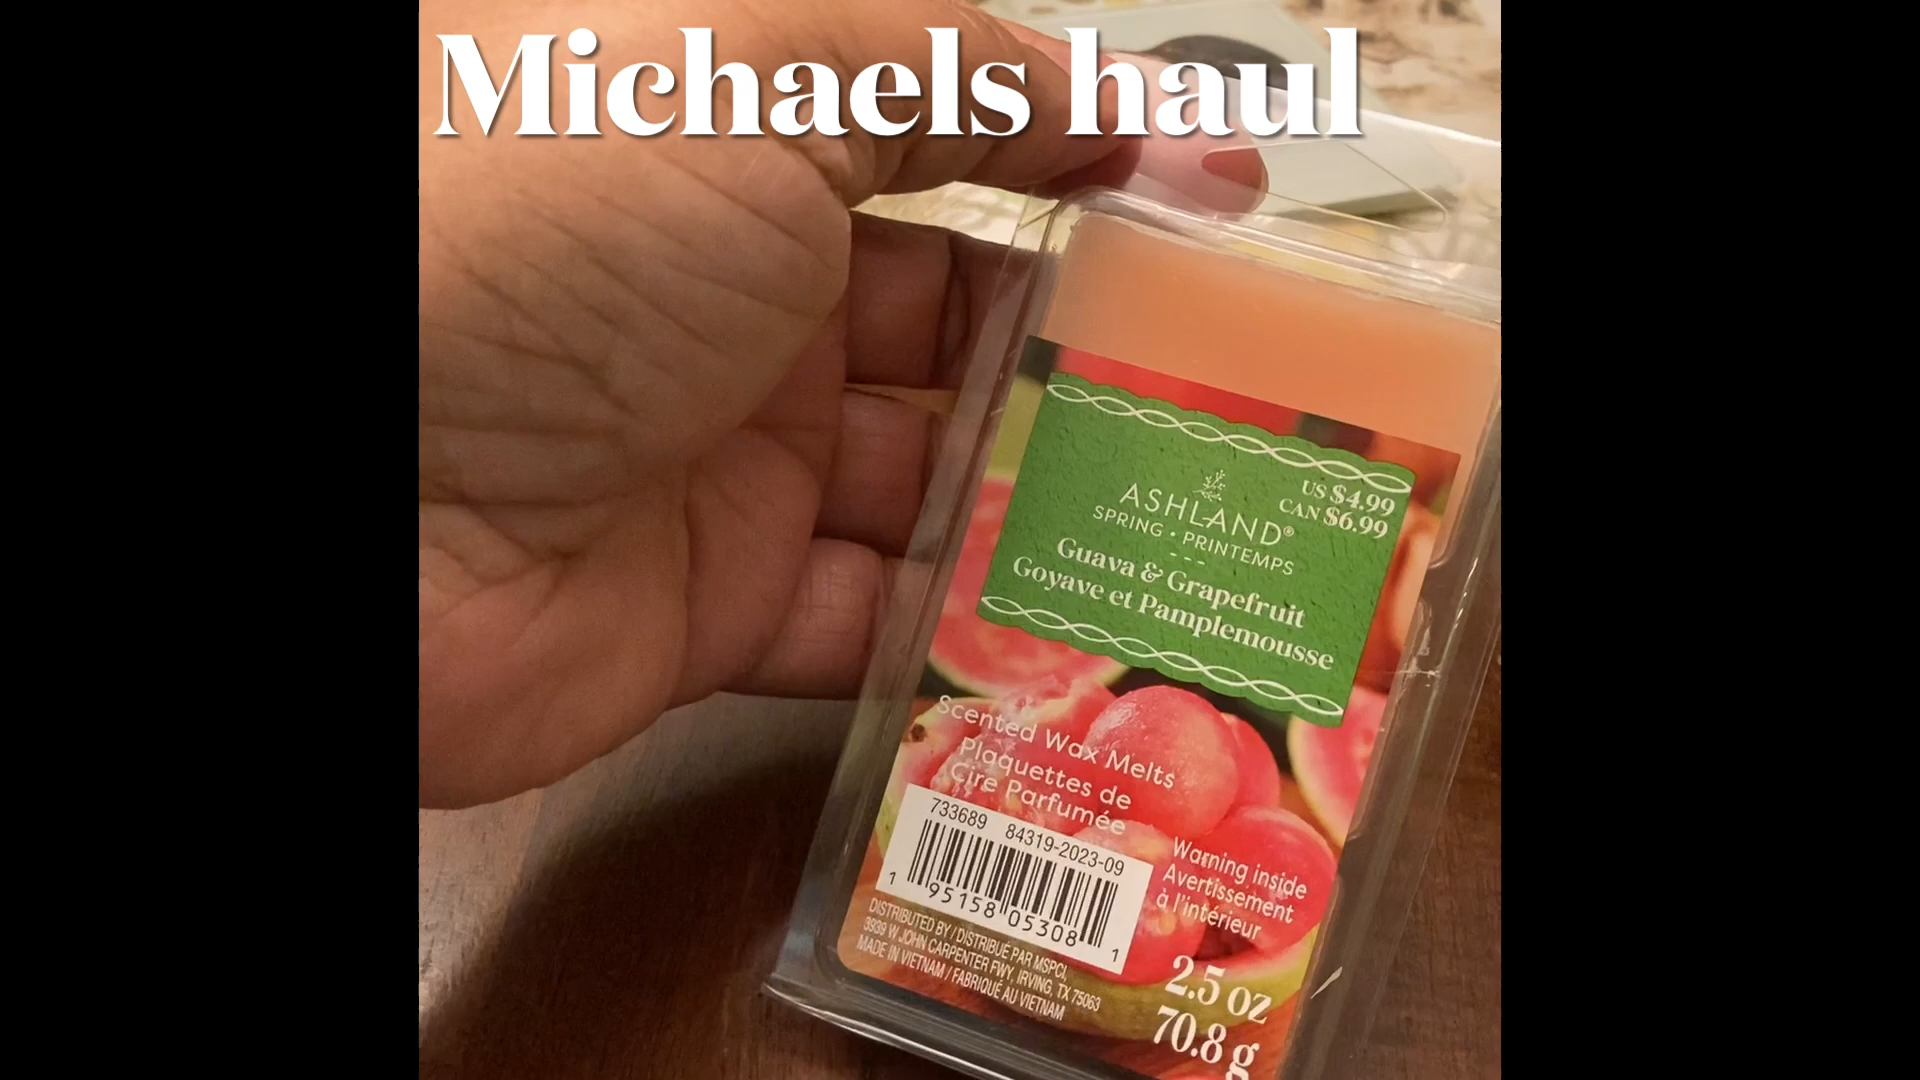 Michaels haul
US $4.99
CAN $6.99
ASHLAND®
SPRING • PRINTEMPS
Guava & Grapefruit
Goyave et Pamplemousse
Scented Wax Melts
Plaquettes de
Cire Parfumée
733689 84319-2023-09
1 95158 05308 1
Warning inside
Avertissement
à l'intérieur
DISTRIBUTED BY / DISTRIBUÉ PAR MSPCI,
3939 W JOHN CARPENTER FWY, IRVING, TX 75063
MADE IN VIETNAM / FABRIQUÉ AU VIETNAM
2.5 oz
70.8 g